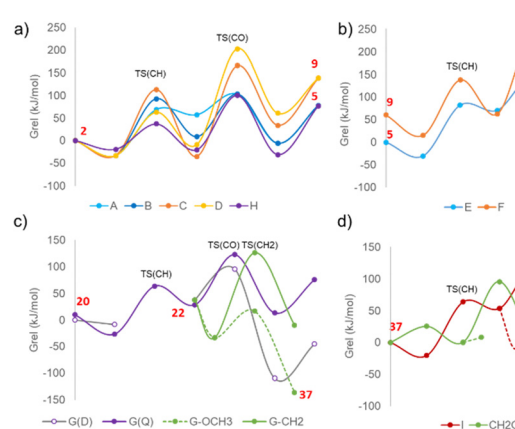 a)
TS(CO)
TS(CH)
Grel (kJ/mol)
250
200
150
100
50
0
-50
-100
2
9
5
A B C D H
b)
TS(CH)
Grel (kJ/mol)
200
150
100
50
0
-50
-100
9
5
E F
c)
TS(CO) TS(CH2)
TS(CH)
Grel (kJ/mol)
150
100
50
0
-50
-100
-150
20
22
37
G(D) G(Q) G-OCH3 G-CH2
d)
TS(CH)
Grel (kJ/mol)
150
100
50
0
-50
-100
37
I CH2O